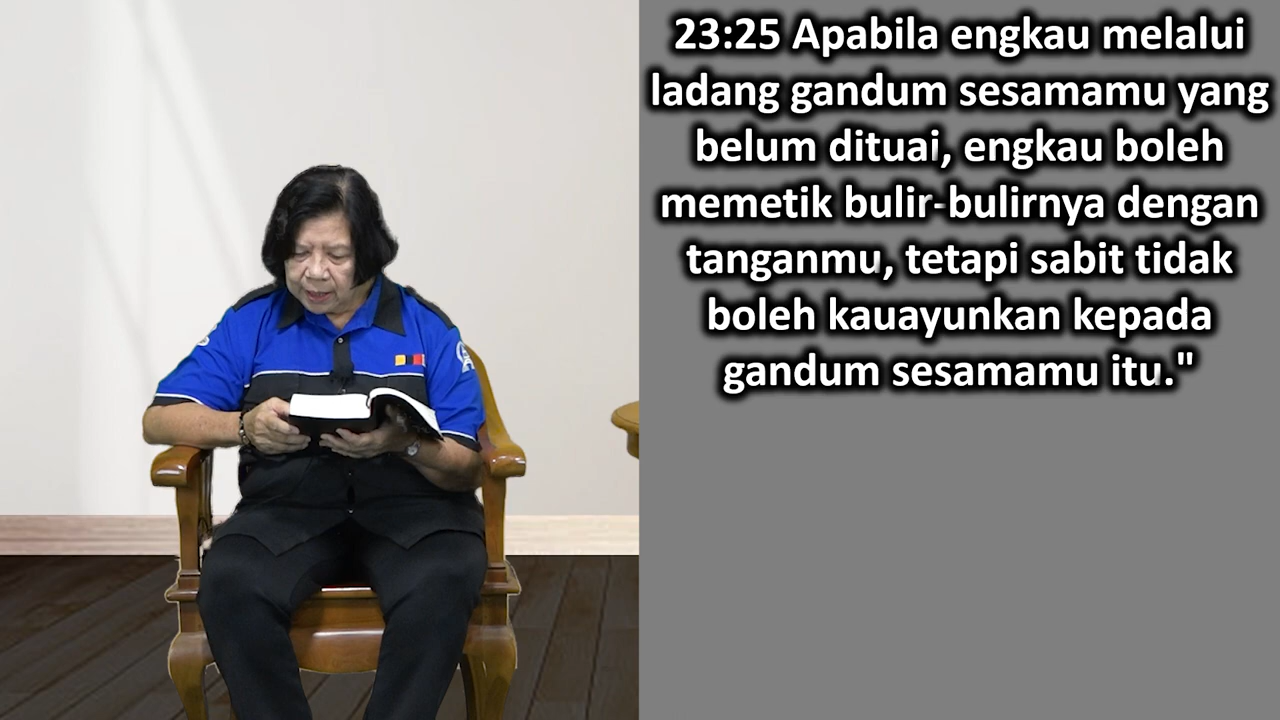 23:25 Apabila engkau melalui
ladang gandum sesamamu yang
belum dituai, engkau boleh
memetik bulir-bulirnya dengan
tanganmu, tetapi sabit tidak
boleh kauayunkan kepada
gandum sesamamu itu."